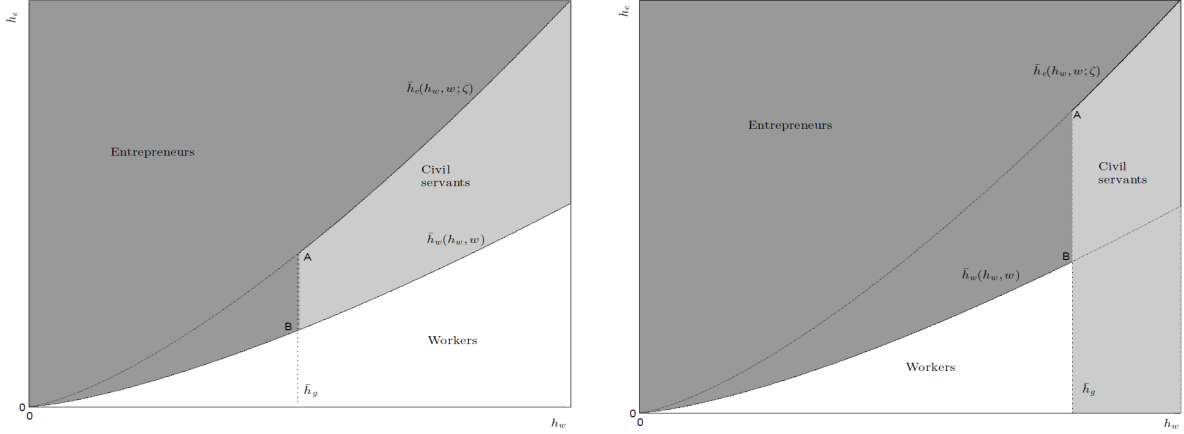 h_e
h̄_e(h_w, w; ζ)
Entrepreneurs
Civil
servants
h̄_w(h_w, w)
A
B
Workers
h̄_g
0
0
h_w
h_e
h̄_e(h_w, w; ζ)
A
Entrepreneurs
Civil
servants
B
h̄_w(h_w, w)
Workers
h̄_g
0
0
h_w